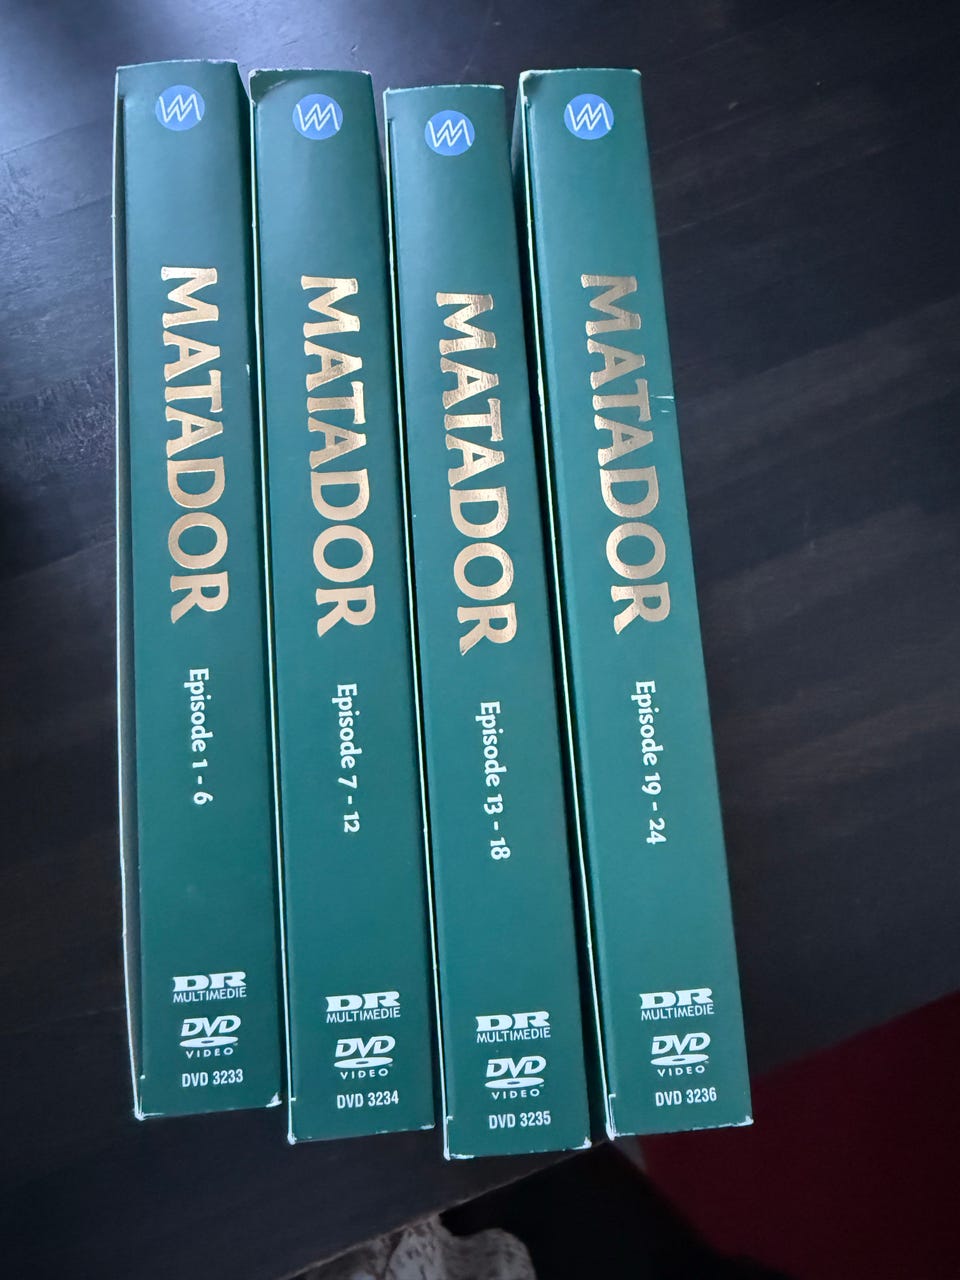 MATADOR
Episode 1 - 6
DR
MULTIMEDIE
DVD
VIDEO
DVD 3233
MATADOR
Episode 7 - 12
DR
MULTIMEDIE
DVD
VIDEO
DVD 3234
MATADOR
Episode 13 - 18
DR
MULTIMEDIE
DVD
VIDEO
DVD 3235
MATADOR
Episode 19 - 24
DR
MULTIMEDIE
DVD
VIDEO
DVD 3236